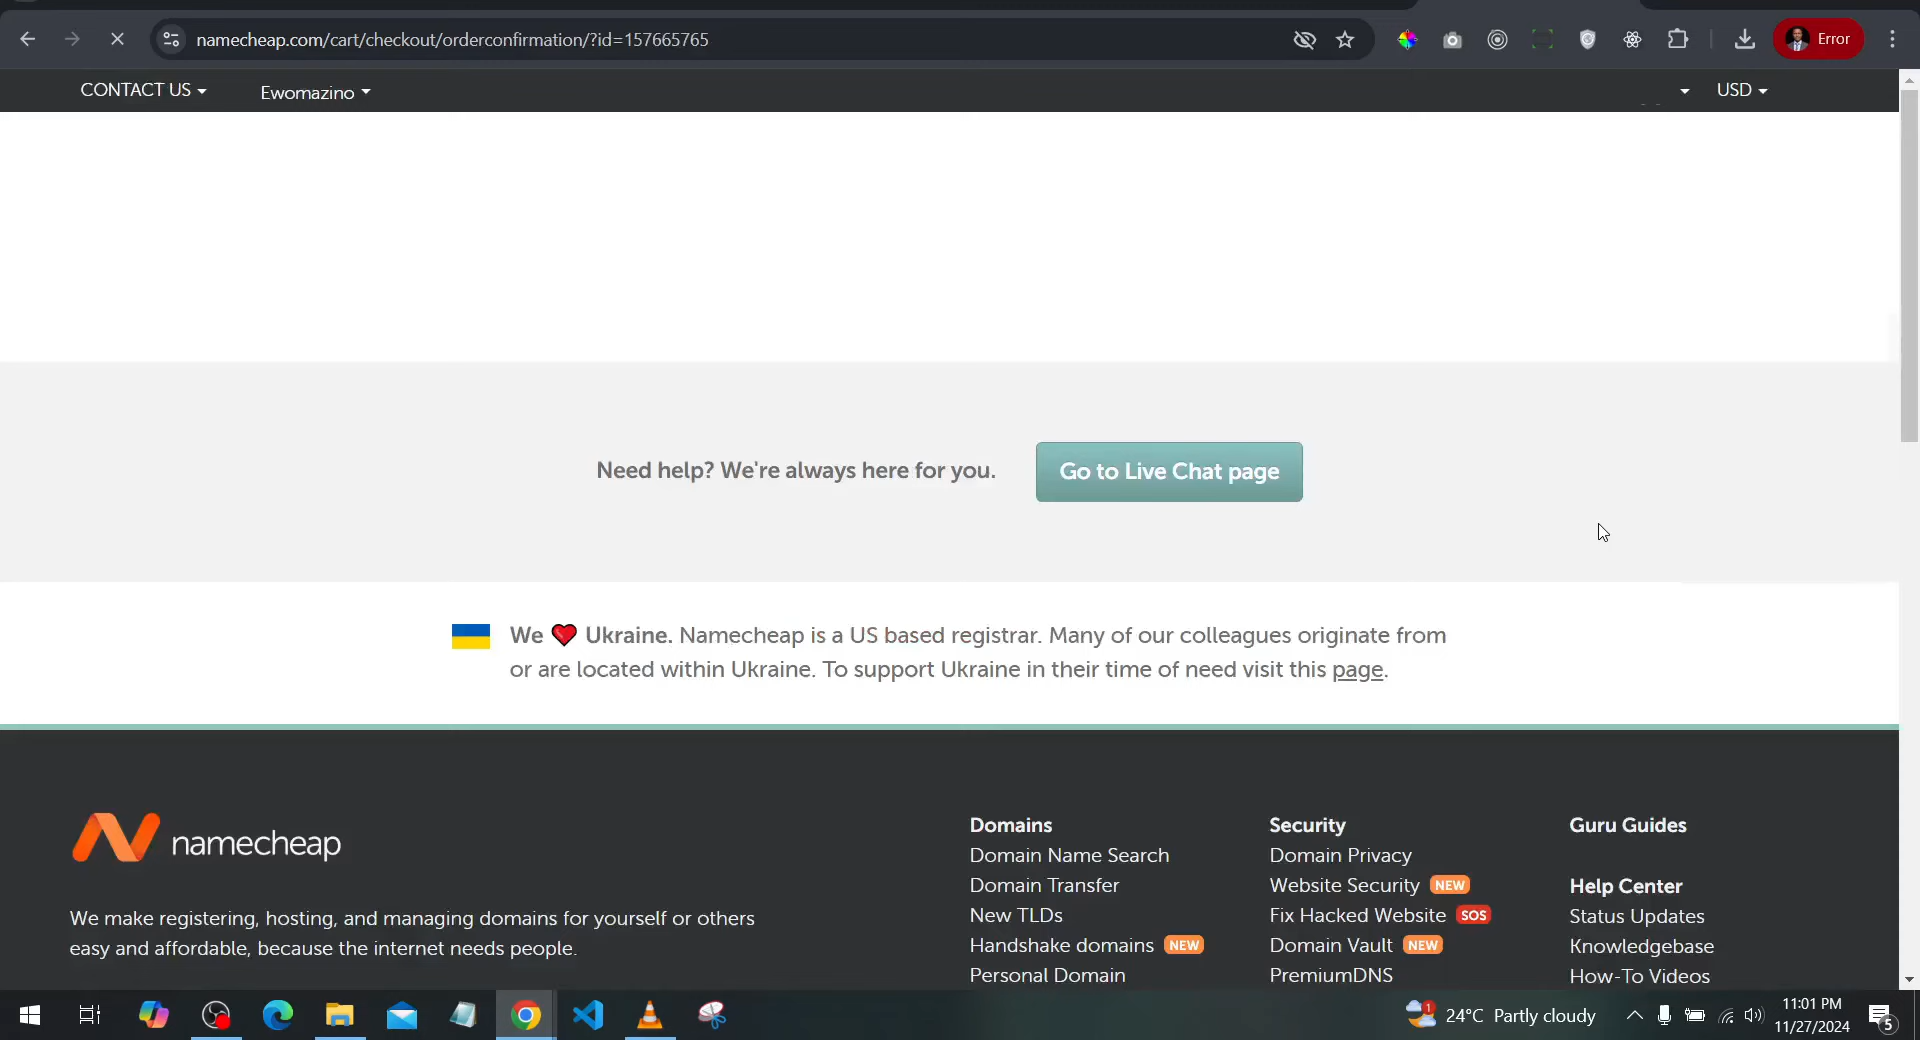 namecheap.com/cart/checkout/orderconfirmation/?id=157665765
Error
CONTACT US
Ewomazino
USD
Need help? We're always here for you.
Go to Live Chat page
We ❤ Ukraine. Namecheap is a US based registrar. Many of our colleagues originate from
or are located within Ukraine. To support Ukraine in their time of need visit this page.
namecheap
We make registering, hosting, and managing domains for yourself or others
easy and affordable, because the internet needs people.
Domains
Domain Name Search
Domain Transfer
New TLDs
Handshake domains NEW
Personal Domain
Security
Domain Privacy
Website Security NEW
Fix Hacked Website SOS
Domain Vault NEW
PremiumDNS
Guru Guides
Help Center
Status Updates
Knowledgebase
How-To Videos
1
24°C Partly cloudy
11:01 PM
11/27/2024
5